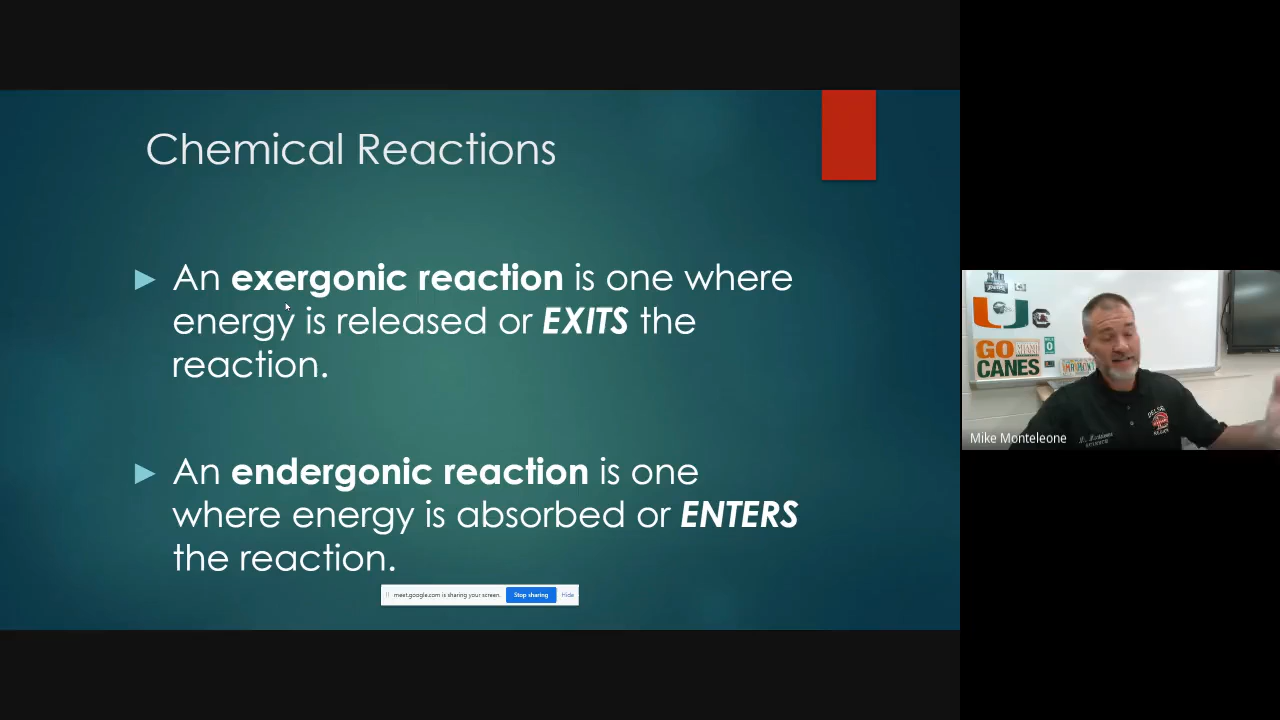 Chemical Reactions
An exergonic reaction is one where
energy is released or EXITS the
reaction.
An endergonic reaction is one
where energy is absorbed or ENTERS
the reaction.
meet.google.com is sharing your screen.
Stop sharing
Hide
U
GO
CANES
Mike Monteleone